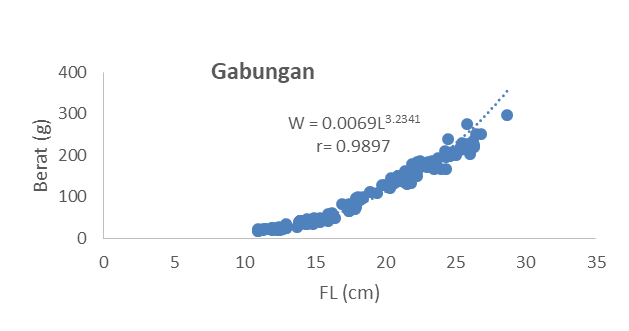 Gabungan
W = 0.0069L^3.2341
r= 0.9897
Berat (g)
400
300
200
100
0
0 5 10 15 20 25 30 35
FL (cm)